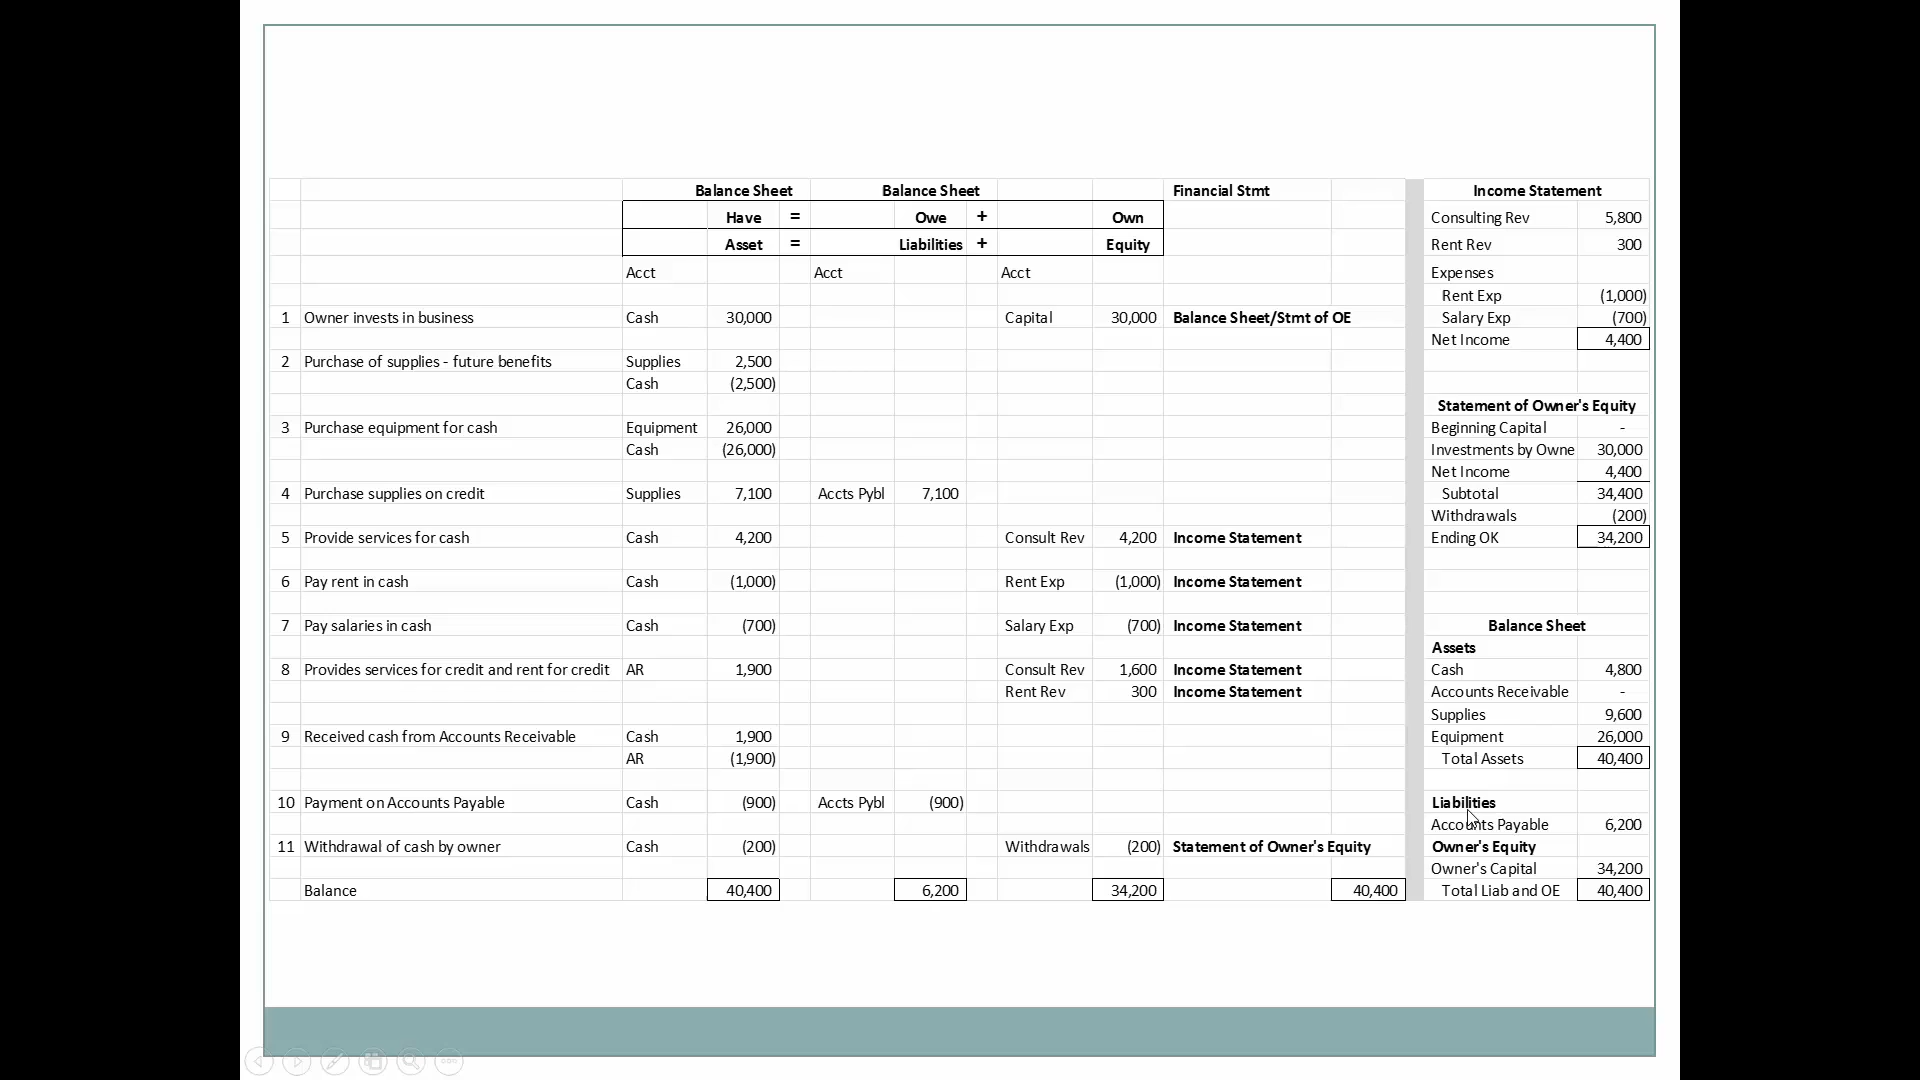 Balance Sheet Balance Sheet Financial Stmt Income Statement
Have = Owe + Own Consulting Rev 5,800
Asset = Liabilities + Equity Rent Rev 300
Acct Acct Acct Expenses
Rent Exp (1,000)
1 Owner invests in business Cash 30,000 Capital 30,000 Balance Sheet/Stmt of OE Salary Exp (700)
Net Income 4,400
2 Purchase of supplies - future benefits Supplies 2,500
Cash (2,500)
Statement of Owner's Equity
3 Purchase equipment for cash Equipment 26,000 Beginning Capital -
Cash (26,000) Investments by Owne 30,000
Net Income 4,400
4 Purchase supplies on credit Supplies 7,100 Accts Pybl 7,100 Subtotal 34,400
Withdrawals (200)
5 Provide services for cash Cash 4,200 Consult Rev 4,200 Income Statement Ending OK 34,200
6 Pay rent in cash Cash (1,000) Rent Exp (1,000) Income Statement
7 Pay salaries in cash Cash (700) Salary Exp (700) Income Statement Balance Sheet
Assets
8 Provides services for credit and rent for credit AR 1,900 Consult Rev 1,600 Income Statement Cash 4,800
Rent Rev 300 Income Statement Accounts Receivable -
Supplies 9,600
9 Received cash from Accounts Receivable Cash 1,900 Equipment 26,000
AR (1,900) Total Assets 40,400
10 Payment on Accounts Payable Cash (900) Accts Pybl (900) Liabilities
Accounts Payable 6,200
11 Withdrawal of cash by owner Cash (200) Withdrawals (200) Statement of Owner's Equity Owner's Equity
Owner's Capital 34,200
Balance 40,400 6,200 34,200 40,400 Total Liab and OE 40,400